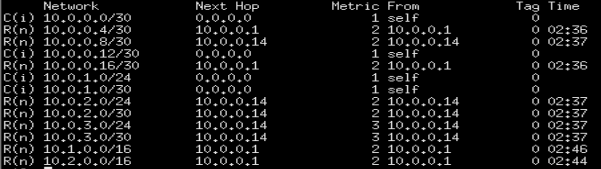 Network Next Hop Metric From Tag Time
C(i) 10.0.0.0/30 0.0.0.0 1 self 0
R(n) 10.0.0.4/30 10.0.0.1 2 10.0.0.1 0 02:36
R(n) 10.0.0.8/30 10.0.0.14 2 10.0.0.14 0 02:37
C(i) 10.0.0.12/30 0.0.0.0 1 self 0
R(n) 10.0.0.16/30 10.0.0.1 2 10.0.0.1 0 02:36
C(i) 10.0.1.0/24 0.0.0.0 1 self 0
C(i) 10.0.1.0/30 0.0.0.0 1 self 0
R(n) 10.0.2.0/24 10.0.0.14 2 10.0.0.14 0 02:37
R(n) 10.0.2.0/30 10.0.0.14 2 10.0.0.14 0 02:37
R(n) 10.0.3.0/24 10.0.0.14 3 10.0.0.14 0 02:37
R(n) 10.0.3.0/30 10.0.0.14 3 10.0.0.14 0 02:37
R(n) 10.1.0.0/16 10.0.0.1 2 10.0.0.1 0 02:46
R(n) 10.2.0.0/16 10.0.0.1 2 10.0.0.1 0 02:44